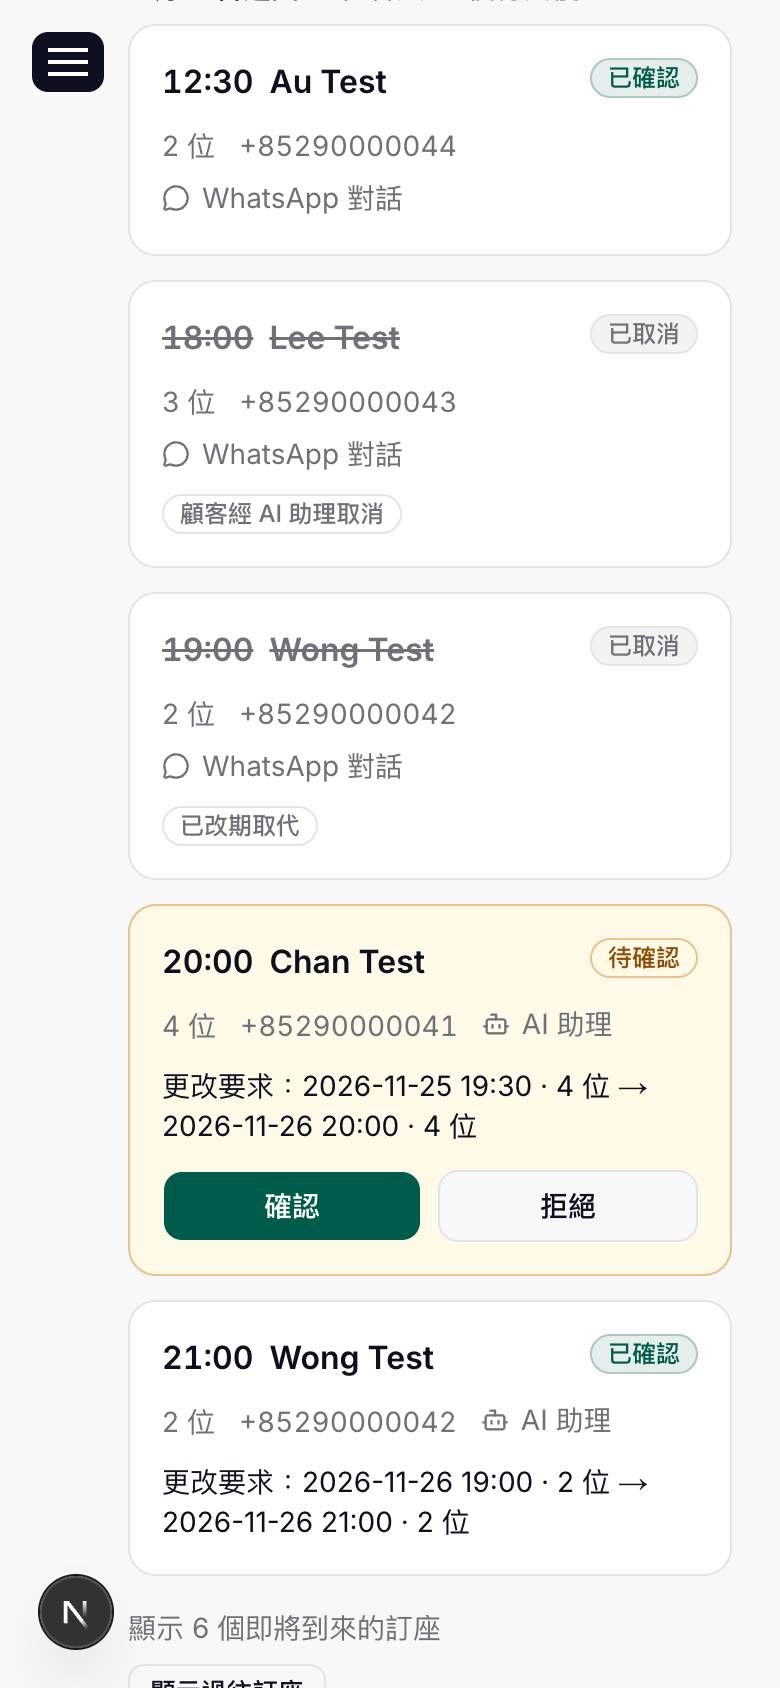 12:30 Au Test 已確認
2 位 +85290000044
WhatsApp 對話
18:00 Lee Test 已取消
3 位 +85290000043
WhatsApp 對話
顧客經 AI 助理取消
19:00 Wong Test 已取消
2 位 +85290000042
WhatsApp 對話
已改期取代
20:00 Chan Test 待確認
4 位 +85290000041 AI 助理
更改要求：2026-11-25 19:30 · 4 位 →
2026-11-26 20:00 · 4 位
確認 拒絕
21:00 Wong Test 已確認
2 位 +85290000042 AI 助理
更改要求：2026-11-26 19:00 · 2 位 →
2026-11-26 21:00 · 2 位
N
顯示 6 個即將到來的訂座
顯示過往訂座